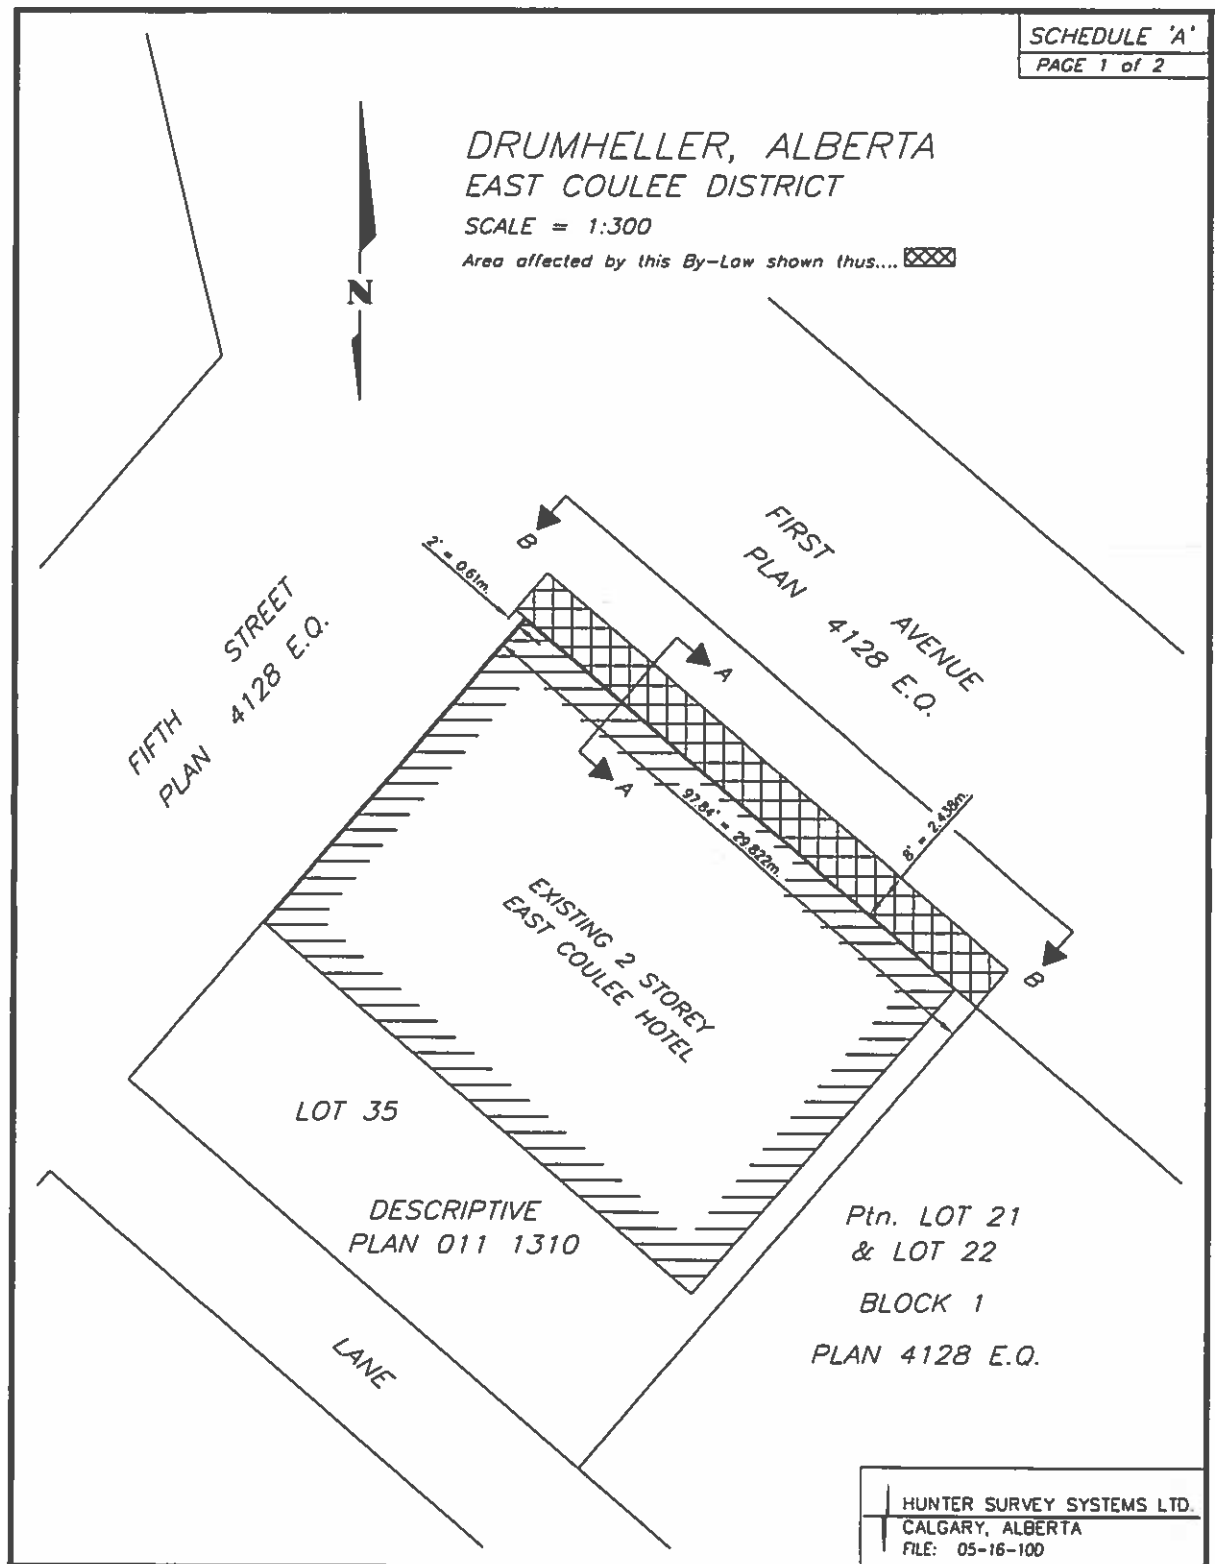 SCHEDULE 'A'
PAGE 1 of 2
DRUMHELLER, ALBERTA
EAST COULEE DISTRICT
SCALE = 1:300
Area affected by this By-Law shown thus....
N
B
2' = 0.61m.
FIRST AVENUE
PLAN 4128 E.Q.
FIFTH STREET
PLAN 4128 E.Q.
A
A
97.84' = 29.822m.
8' = 2.438m.
B
EXISTING 2 STOREY
EAST COULEE HOTEL
LOT 35
DESCRIPTIVE
PLAN 011 1310
Ptn. LOT 21
& LOT 22
BLOCK 1
PLAN 4128 E.Q.
LANE
HUNTER SURVEY SYSTEMS LTD.
CALGARY, ALBERTA
FILE: 05-16-100